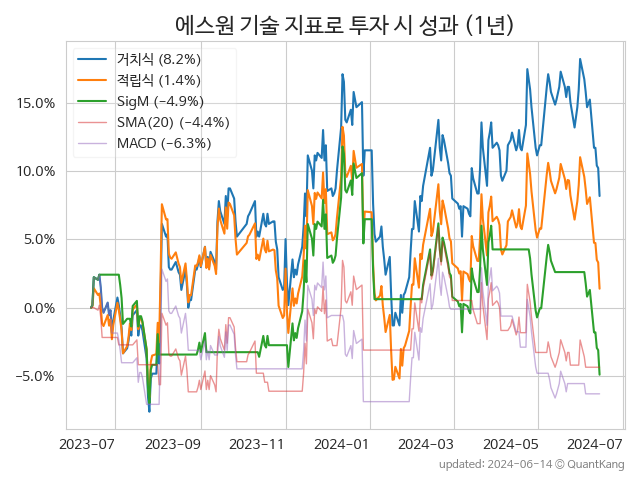 에스원 기술 지표로 투자 시 성과 (1년)
거치식 (8.2%)
적립식 (1.4%)
SigM (−4.9%)
SMA(20) (−4.4%)
MACD (−6.3%)
15.0%
10.0%
5.0%
0.0%
−5.0%
2023-07 2023-09 2023-11 2024-01 2024-03 2024-05 2024-07
updated: 2024-06-14 © QuantKang